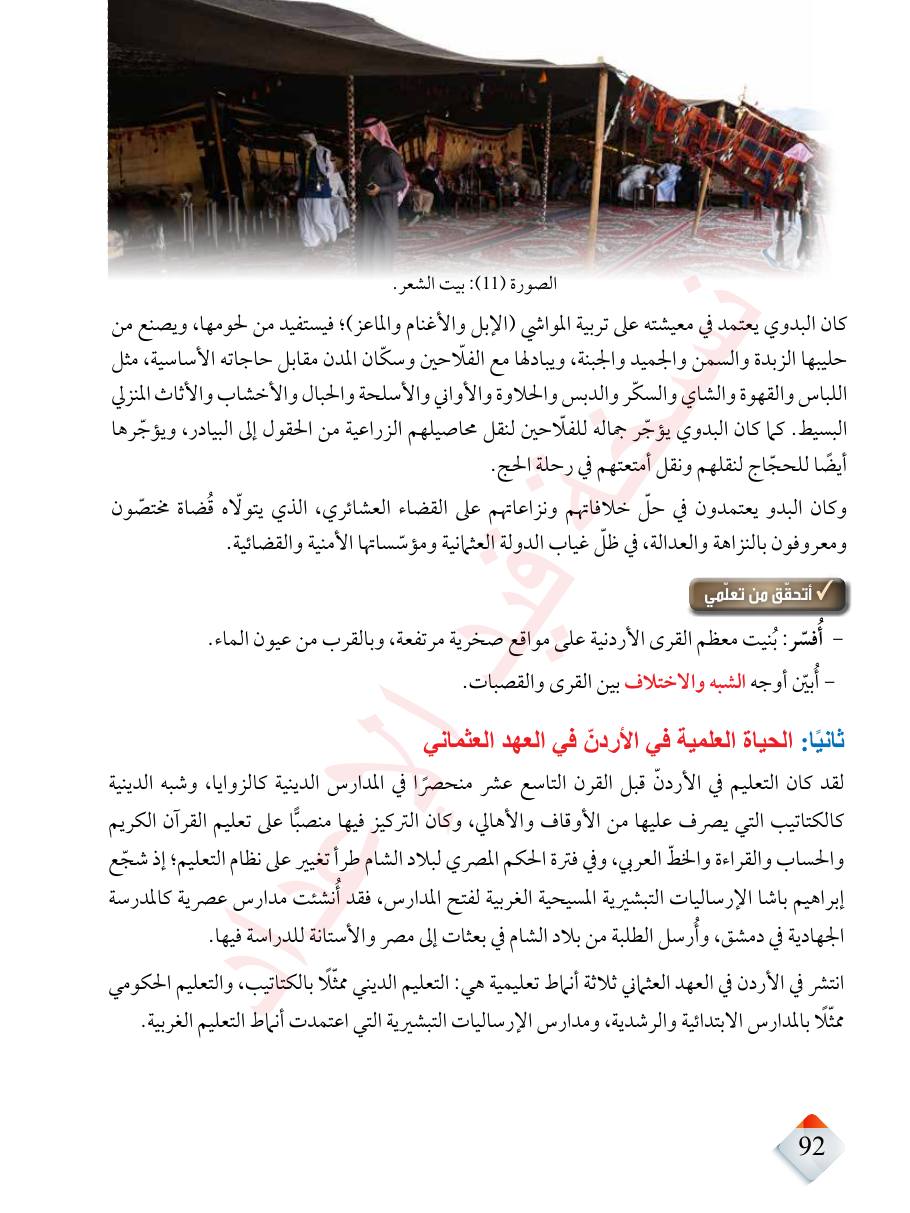 الصورة (11): بيت الشعر.
كان البدوي يعتمد في معيشته على تربية المواشي (الإبل والأغنام والماعز)؛ فيستفيد من لحومها، ويصنع من
حليبها الزبدة والسمن والجميد والجبنة، ويبادلها مع الفلّاحين وسكّان المدن مقابل حاجاته الأساسية، مثل
اللباس والقهوة والشاي والسكّر والدبس والحلاوة والأواني والأسلحة والحبال والأخشاب والأثاث المنزلي
البسيط. كما كان البدوي يؤجّر جماله للفلّاحين لنقل محاصيلهم الزراعية من الحقول إلى البيادر، ويؤجّرها
أيضًا للحجّاج لنقلهم ونقل أمتعتهم في رحلة الحج.
وكان البدو يعتمدون في حلّ خلافاتهم ونزاعاتهم على القضاء العشائري، الذي يتولّاه قُضاة مختصّون
ومعروفون بالنزاهة والعدالة، في ظلّ غياب الدولة العثمانية ومؤسّساتها الأمنية والقضائية.
✓ أتحقّق من تعلّمي
– أُفسّر: بُنيت معظم القرى الأردنية على مواقع صخرية مرتفعة، وبالقرب من عيون الماء.
– أُبيّن أوجه الشبه والاختلاف بين القرى والقصبات.
ثانيًا: الحياة العلمية في الأردنّ في العهد العثماني
لقد كان التعليم في الأردنّ قبل القرن التاسع عشر منحصرًا في المدارس الدينية كالزوايا، وشبه الدينية
كالكتاتيب التي يصرف عليها من الأوقاف والأهالي، وكان التركيز فيها منصبًّا على تعليم القرآن الكريم
والحساب والقراءة والخطّ العربي، وفي فترة الحكم المصري لبلاد الشام طرأ تغيير على نظام التعليم؛ إذ شجّع
إبراهيم باشا الإرساليات التبشيرية المسيحية الغربية لفتح المدارس، فقد أُنشئت مدارس عصرية كالمدرسة
الجهادية في دمشق، وأُرسل الطلبة من بلاد الشام في بعثات إلى مصر والأستانة للدراسة فيها.
انتشر في الأردن في العهد العثماني ثلاثة أنماط تعليمية هي: التعليم الديني ممثّلًا بالكتاتيب، والتعليم الحكومي
ممثّلًا بالمدارس الابتدائية والرشدية، ومدارس الإرساليات التبشيرية التي اعتمدت أنماط التعليم الغربية.
92
نسخة قيد الإعداد